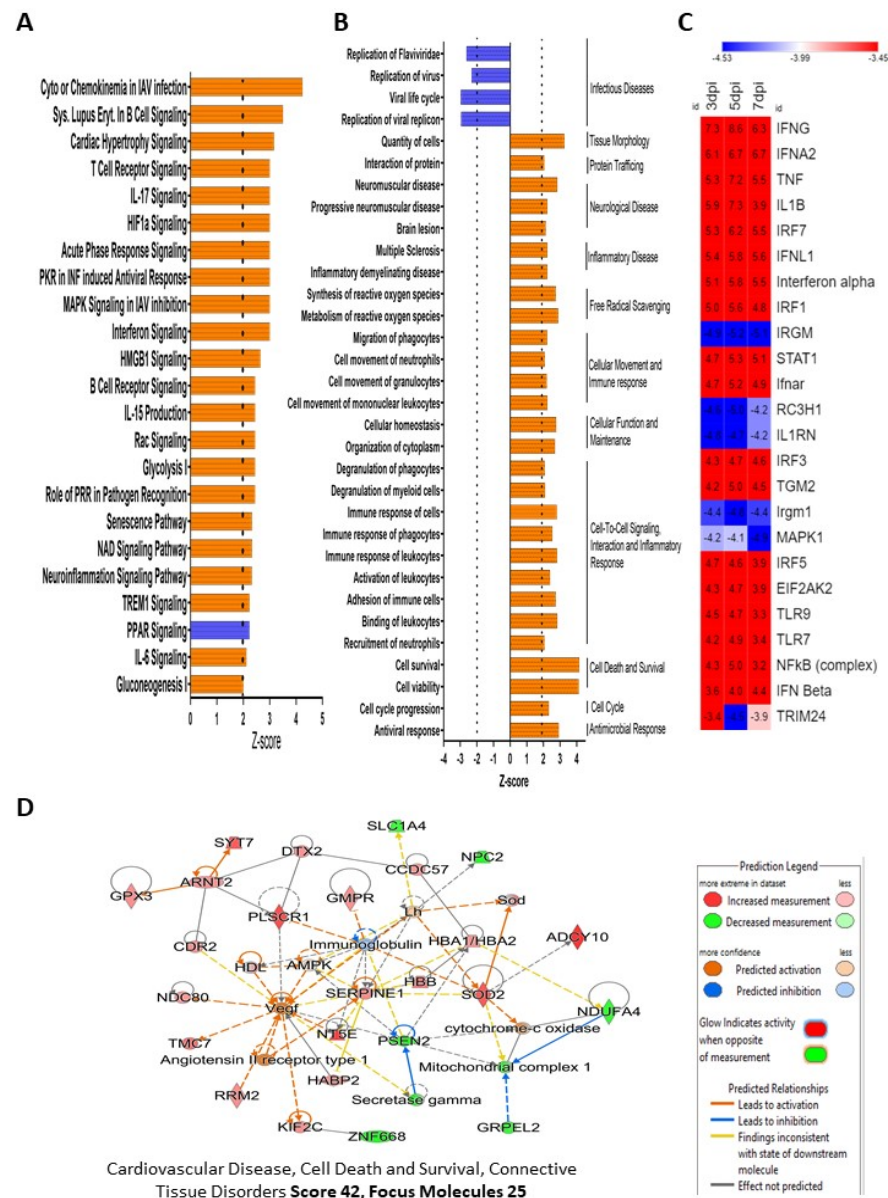 A
Cyto or Chemokinemia in IAV infection
Sys. Lupus Eryt. In B Cell Signaling
Cardiac Hypertrophy Signaling
T Cell Receptor Signaling
IL-17 Signaling
HIF1a Signaling
Acute Phase Response Signaling
PKR in INF induced Antiviral Response
MAPK Signaling in IAV inhibition
Interferon Signaling
HMGB1 Signaling
B Cell Receptor Signaling
IL-15 Production
Rac Signaling
Glycolysis I
Role of PRR in Pathogen Recognition
Senescence Pathway
NAD Signaling Pathway
Neuroinflammation Signaling Pathway
TREM1 Signaling
PPAR Signaling
IL-6 Signaling
Gluconeogenesis I
0 1 2 3 4 5
Z-score
B
Replication of Flaviviridae
Replication of virus
Viral life cycle
Replication of viral replicon
Quantity of cells
Interaction of protein
Neuromuscular disease
Progressive neuromuscular disease
Brain lesion
Multiple Sclerosis
Inflammatory demyelinating disease
Synthesis of reactive oxygen species
Metabolism of reactive oxygen species
Migration of phagocytes
Cell movement of neutrophils
Cell movement of granulocytes
Cell movement of mononuclear leukocytes
Cellular homeostasis
Organization of cytoplasm
Degranulation of phagocytes
Degranulation of myeloid cells
Immune response of cells
Immune response of phagocytes
Immune response of leukocytes
Activation of leukocytes
Adhesion of immune cells
Binding of leukocytes
Recruitment of neutrophils
Cell survival
Cell viability
Cell cycle progression
Antiviral response
Infectious Diseases
Tissue Morphology
Protein Trafficing
Neurological Disease
Inflammatory Disease
Free Radical Scavenging
Cellular Movement and
Immune response
Cellular Function and
Maintenance
Cell-To-Cell Signaling,
Interaction and Inflammatory
Response
Cell Death and Survival
Cell Cycle
Antimicrobial Response
-4 -3 -2 -1 0 1 2 3 4 5
Z-score
C
-4.53 -3.99 -3.45
id 3dpi 5dpi 7dpi id
7.3 8.6 6.3 IFNG
6.1 6.7 6.7 IFNA2
5.3 7.2 5.5 TNF
5.9 7.3 3.9 IL1B
5.3 6.2 5.5 IRF7
5.4 5.8 5.6 IFNL1
5.1 5.8 5.5 Interferon alpha
5.0 5.6 4.8 IRF1
IRGM
4.7 5.3 5.1 STAT1
4.7 5.2 4.9 Ifnar
-4.2 RC3H1
-4.2 IL1RN
4.3 4.7 4.6 IRF3
4.2 5.0 4.5 TGM2
-4.4 -4.4 Irgm1
-4.2 -4.1 MAPK1
4.7 4.6 3.9 IRF5
4.3 4.7 3.9 EIF2AK2
4.5 4.7 3.3 TLR9
4.2 4.9 3.4 TLR7
4.3 5.0 3.2 NFkB (complex)
3.6 4.0 4.4 IFN Beta
-3.4 -3.9 TRIM24
D
SLC1A4
SYT7
DTX2
NPC2
CCDC57
GPX3
ARNT2
GMPR
Sod
PLSCR1
Lh
CDR2
Immunoglobulin
HBA1/HBA2
ADCY10
HDL
AMPK
HBB
NDC80
SERPINE1
SOD2
NDUFA4
Vegf
cytochrome-c oxidase
TMC7
NT5E
PSEN2
Angiotensin II receptor type 1
Mitochondrial complex 1
RRM2
HABP2
Secretase gamma
KIF2C
ZNF668
GRPEL2
Cardiovascular Disease, Cell Death and Survival, Connective
Tissue Disorders Score 42, Focus Molecules 25
Prediction Legend
more extreme in dataset less
Increased measurement
Decreased measurement
more confidence less
Predicted activation
Predicted inhibition
Glow Indicates activity
when opposite
of measurement
Predicted Relationships
Leads to activation
Leads to inhibition
Findings inconsistent
with state of downstream
molecule
Effect not predicted